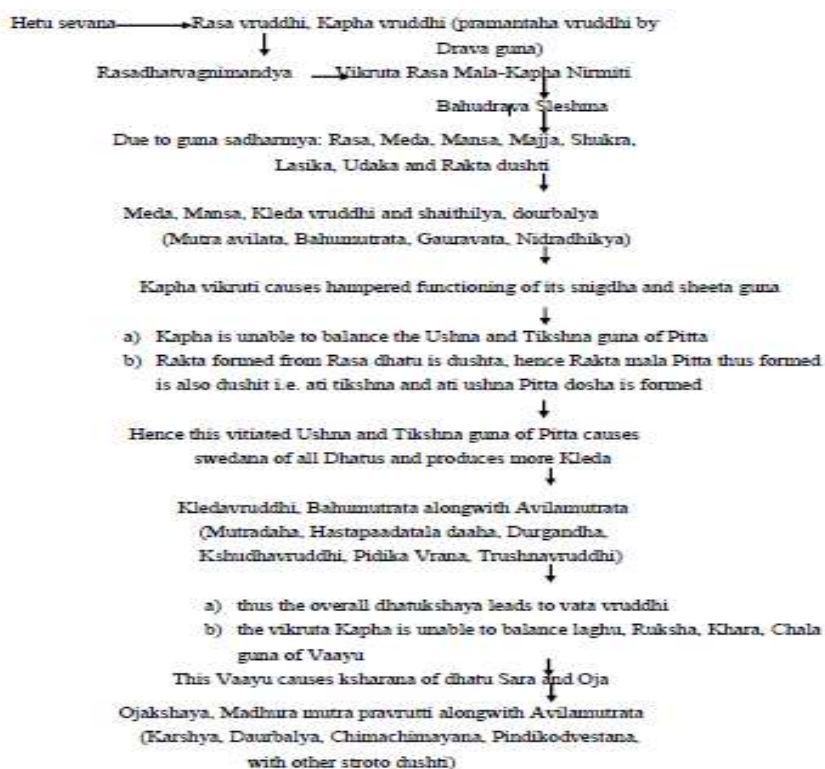 Hetu sevana Rasa vruddhi, Kapha vruddhi (pramantaha vruddhi by
Drava guna)
Rasadhatvagnimandya Vikruta Rasa Mala-Kapha Nirmiti
Bahudrava Sleshma
Due to guna sadharmya: Rasa, Meda, Mansa, Majja, Shukra,
Lasika, Udaka and Rakta dushti
Meda, Mansa, Kleda vruddhi and shaithilya, dourbalya
(Mutra avilata, Bahumutrata, Gauravata, Nidradhikya)
Kapha vikruti causes hampered functioning of its snigdha and sheeta guna
a) Kapha is unable to balance the Ushna and Tikshna guna of Pitta
b) Rakta formed from Rasa dhatu is dushta, hence Rakta mala Pitta thus formed
is also dushit i.e. ati tikshna and ati ushna Pitta dosha is formed
Hence this vitiated Ushna and Tikshna guna of Pitta causes
swedana of all Dhatus and produces more Kleda
Kledavruddhi, Bahumutrata alongwith Avilamutrata
(Mutradaha, Hastapaadatala daaha, Durgandha,
Kshudhavruddhi, Pidika Vrana, Trushnavruddhi)
a) thus the overall dhatukshaya leads to vata vruddhi
b) the vikruta Kapha is unable to balance laghu, Ruksha, Khara, Chala
guna of Vaayu
This Vaayu causes ksharana of dhatu Sara and Oja
Ojakshaya, Madhura mutra pravrutti alongwith Avilamutrata
(Karshya, Daurbalya, Chimachimayana, Pindikodvestana,
with other stroto dushti)